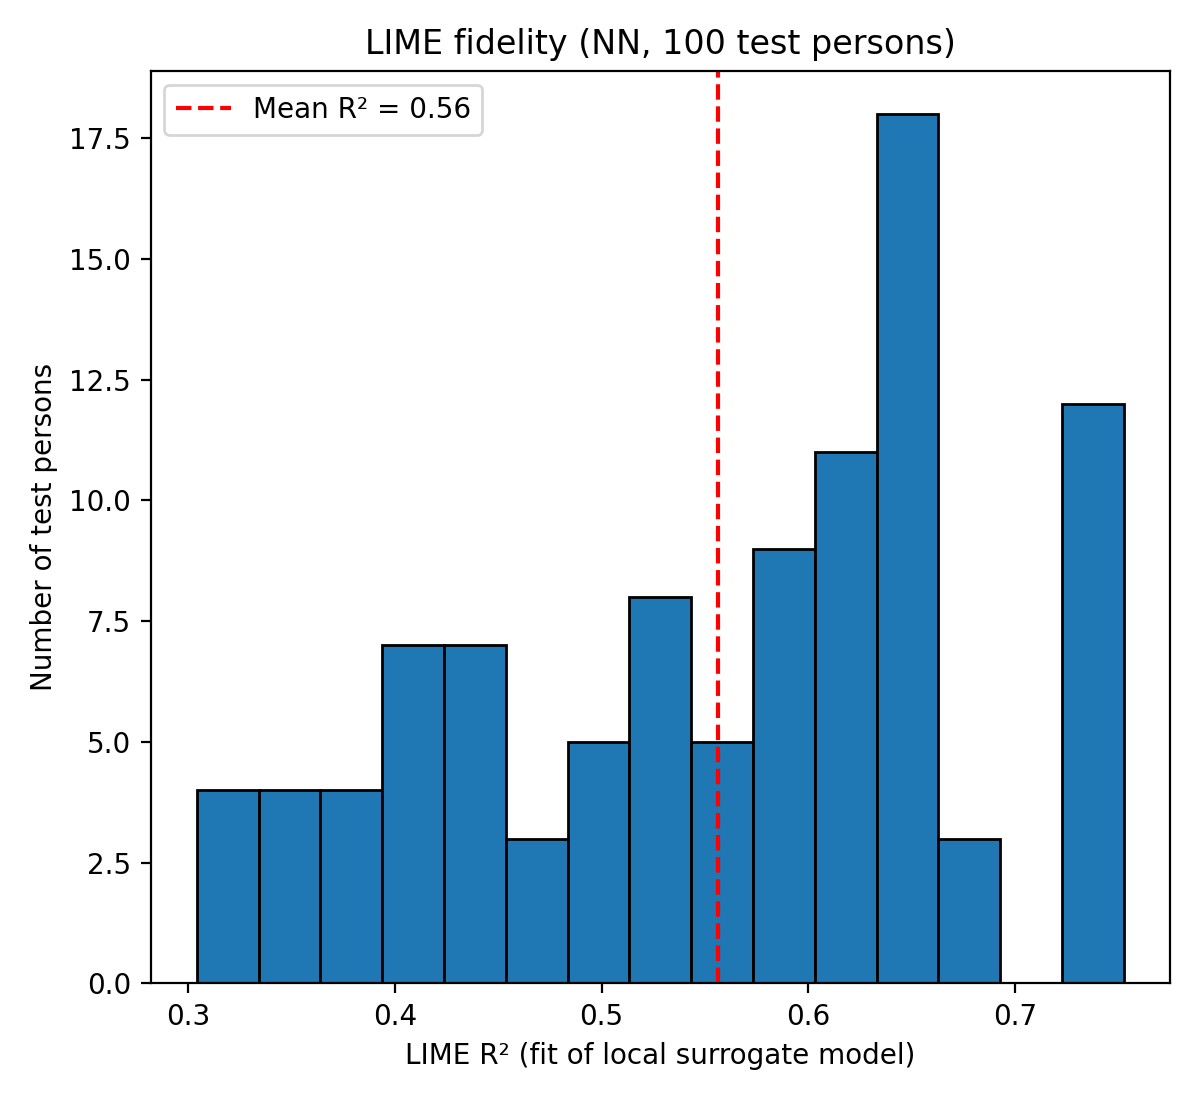 LIME fidelity (NN, 100 test persons)
Mean R² = 0.56
17.5
15.0
12.5
10.0
7.5
5.0
2.5
0.0
Number of test persons
0.3 0.4 0.5 0.6 0.7
LIME R² (fit of local surrogate model)